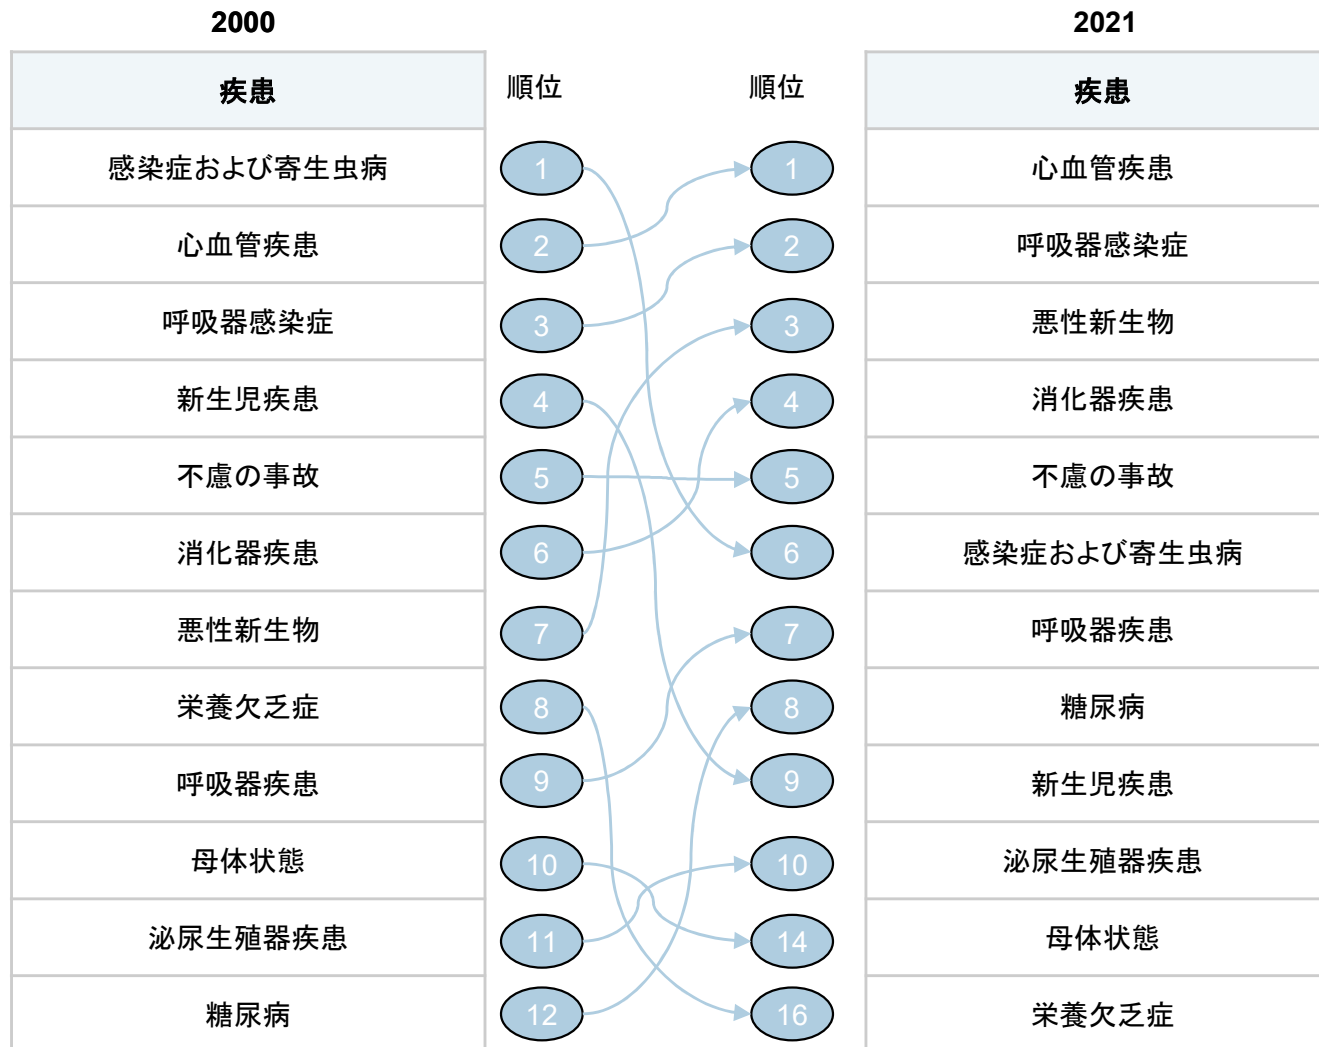 2000 2021
疾患 順位 順位 疾患
感染症および寄生虫病 1 1 心血管疾患
心血管疾患 2 2 呼吸器感染症
呼吸器感染症 3 3 悪性新生物
新生児疾患 4 4 消化器疾患
不慮の事故 5 5 不慮の事故
消化器疾患 6 6 感染症および寄生虫病
悪性新生物 7 7 呼吸器疾患
栄養欠乏症 8 8 糖尿病
呼吸器疾患 9 9 新生児疾患
母体状態 10 10 泌尿生殖器疾患
泌尿生殖器疾患 11 14 母体状態
糖尿病 12 16 栄養欠乏症